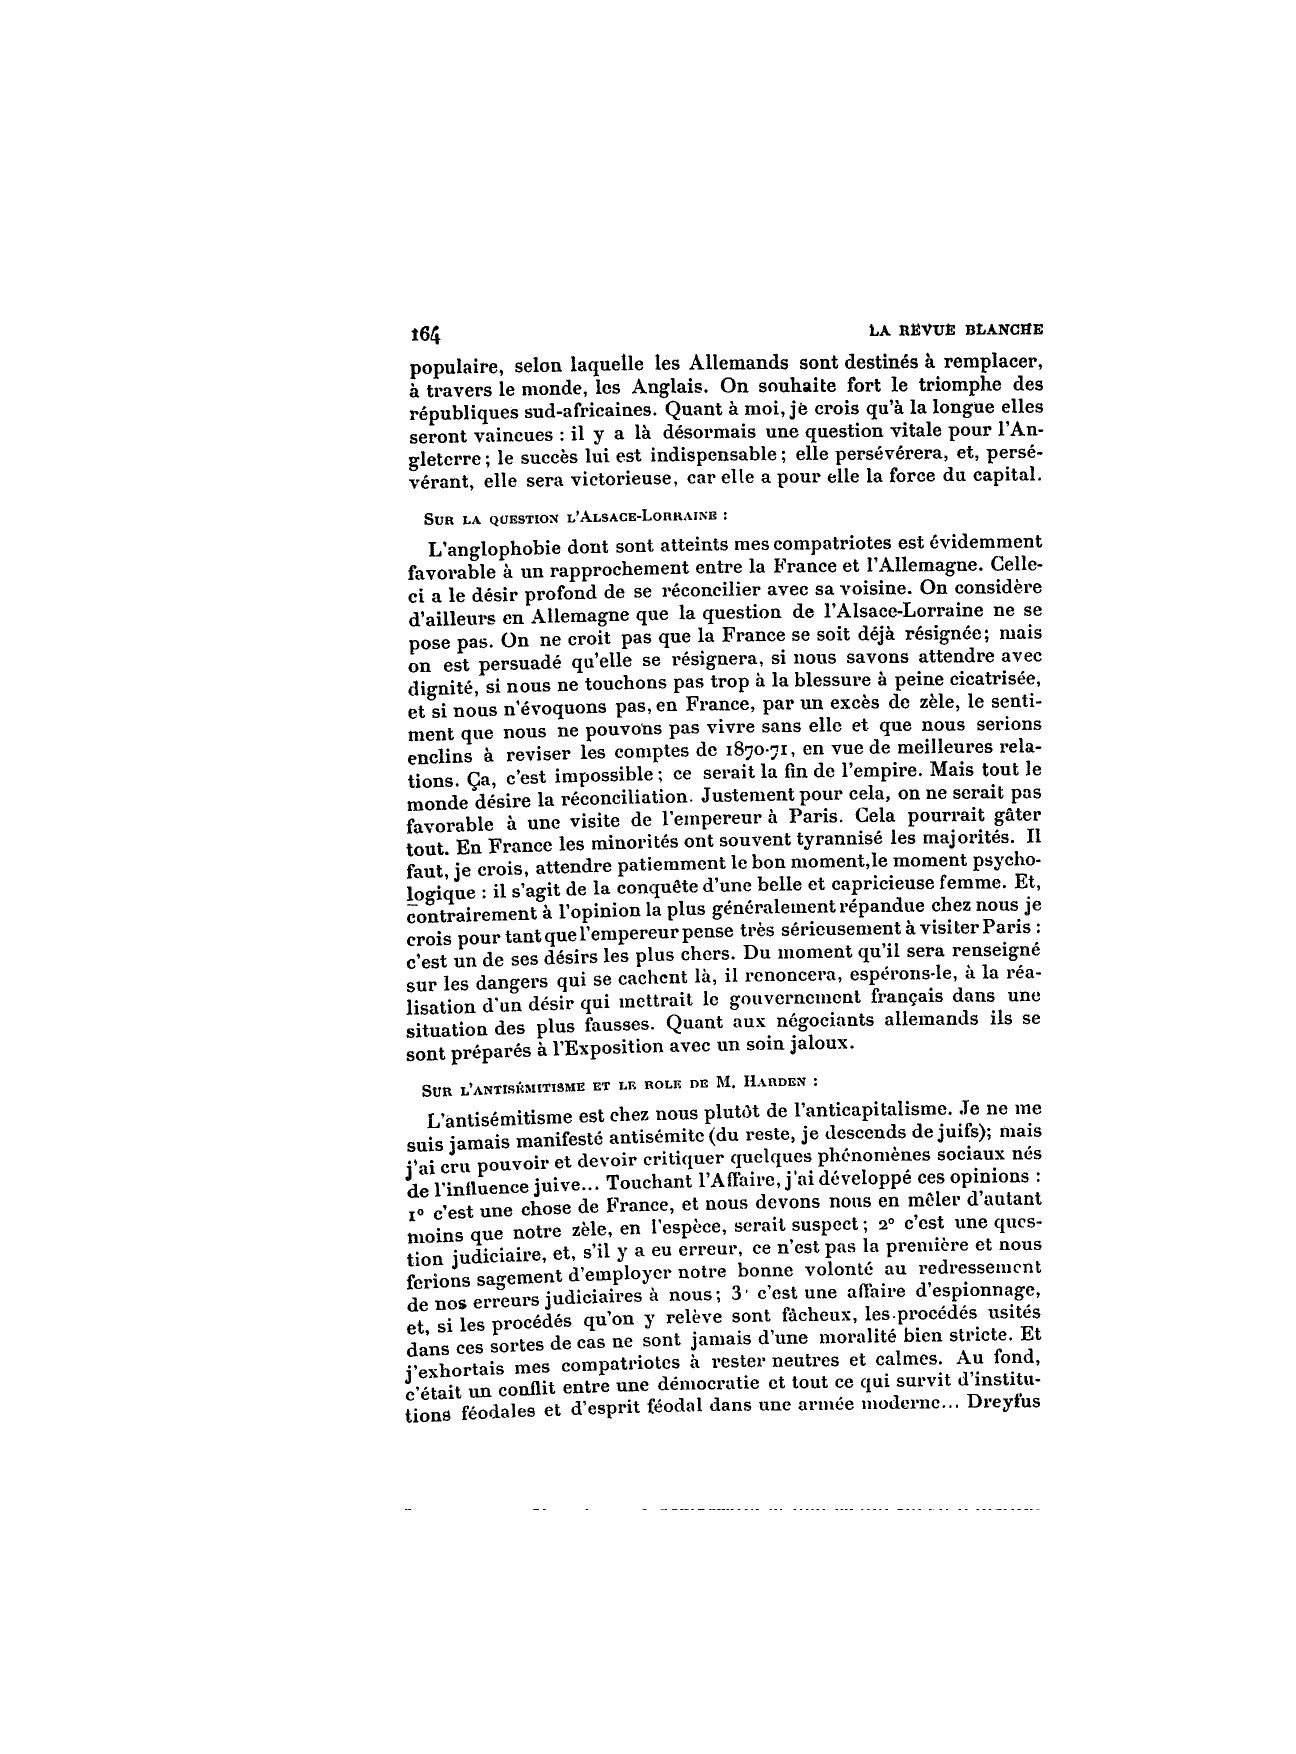 164 LA REVUE BLANCHE
populaire, selon laquelle les Allemands sont destinés à remplacer,
à travers le monde, les Anglais. On souhaite fort le triomphe des
républiques sud-africaines. Quant à moi, je crois qu'à la longue elles
seront vaincues : il y a là désormais une question vitale pour l'An-
gleterre ; le succès lui est indispensable ; elle persévérera, et, persé-
vérant, elle sera victorieuse, car elle a pour elle la force du capital.
SUR LA QUESTION L'ALSACE-LORRAINE :
L'anglophobie dont sont atteints mes compatriotes est évidemment
favorable à un rapprochement entre la France et l'Allemagne. Celle-
ci a le désir profond de se réconcilier avec sa voisine. On considère
d'ailleurs en Allemagne que la question de l'Alsace-Lorraine ne se
pose pas. On ne croit pas que la France se soit déjà résignée ; mais
on est persuadé qu'elle se résignera, si nous savons attendre avec
dignité, si nous ne touchons pas trop à la blessure à peine cicatrisée,
et si nous n'évoquons pas, en France, par un excès de zèle, le senti-
ment que nous ne pouvons pas vivre sans elle et que nous serions
enclins à reviser les comptes de 1870-71, en vue de meilleures rela-
tions. Ça, c'est impossible ; ce serait la fin de l'empire. Mais tout le
monde désire la réconciliation. Justement pour cela, on ne serait pas
favorable à une visite de l'empereur à Paris. Cela pourrait gâter
tout. En France les minorités ont souvent tyrannisé les majorités. Il
faut, je crois, attendre patiemment le bon moment, le moment psycho-
logique : il s'agit de la conquête d'une belle et capricieuse femme. Et,
contrairement à l'opinion la plus généralement répandue chez nous je
crois pour tant que l'empereur pense très sérieusement à visiter Paris :
c'est un de ses désirs les plus chers. Du moment qu'il sera renseigné
sur les dangers qui se cachent là, il renoncera, espérons-le, à la réa-
lisation d'un désir qui mettrait le gouvernement français dans une
situation des plus fausses. Quant aux négociants allemands ils se
sont préparés à l'Exposition avec un soin jaloux.
SUR L'ANTISÉMITISME ET LE ROLE DE M. HARDEN :
L'antisémitisme est chez nous plutôt de l'anticapitalisme. Je ne me
suis jamais manifesté antisémite (du reste, je descends de juifs) ; mais
j'ai cru pouvoir et devoir critiquer quelques phénomènes sociaux nés
de l'influence juive... Touchant l'Affaire, j'ai développé ces opinions :
1° c'est une chose de France, et nous devons nous en mêler d'autant
moins que notre zèle, en l'espèce, serait suspect ; 2° c'est une ques-
tion judiciaire, et, s'il y a eu erreur, ce n'est pas la première et nous
ferions sagement d'employer notre bonne volonté au redressement
de nos erreurs judiciaires à nous ; 3° c'est une affaire d'espionnage,
et, si les procédés qu'on y relève sont fâcheux, les procédés usités
dans ces sortes de cas ne sont jamais d'une moralité bien stricte. Et
j'exhortais mes compatriotes à rester neutres et calmes. Au fond,
c'était un conflit entre une démocratie et tout ce qui survit d'institu-
tions féodales et d'esprit féodal dans une armée moderne... Dreyfus